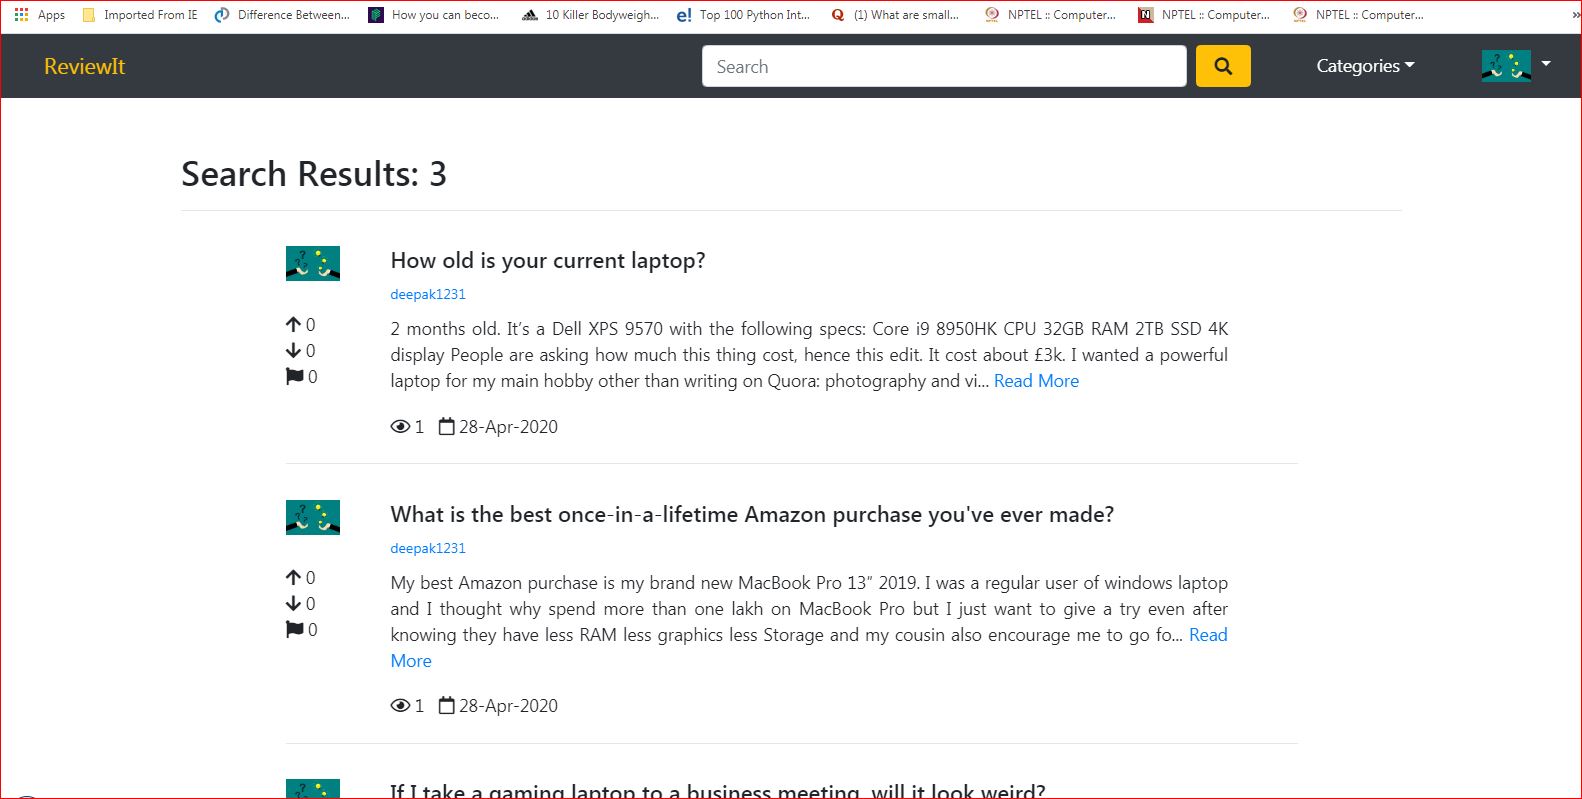 Apps Imported From IE Difference Between... How you can beco... 10 Killer Bodyweigh... Top 100 Python Int... (1) What are small... NPTEL :: Computer... NPTEL :: Computer... NPTEL :: Computer... »
ReviewIt Search Categories
Search Results: 3
How old is your current laptop?
deepak1231
0
0
0
2 months old. It’s a Dell XPS 9570 with the following specs: Core i9 8950HK CPU 32GB RAM 2TB SSD 4K
display People are asking how much this thing cost, hence this edit. It cost about £3k. I wanted a powerful
laptop for my main hobby other than writing on Quora: photography and vi... Read More
1 28-Apr-2020
What is the best once-in-a-lifetime Amazon purchase you've ever made?
deepak1231
0
0
0
My best Amazon purchase is my brand new MacBook Pro 13” 2019. I was a regular user of windows laptop
and I thought why spend more than one lakh on MacBook Pro but I just want to give a try even after
knowing they have less RAM less graphics less Storage and my cousin also encourage me to go fo... Read
More
1 28-Apr-2020
If I take a gaming laptop to a business meeting, will it look weird?